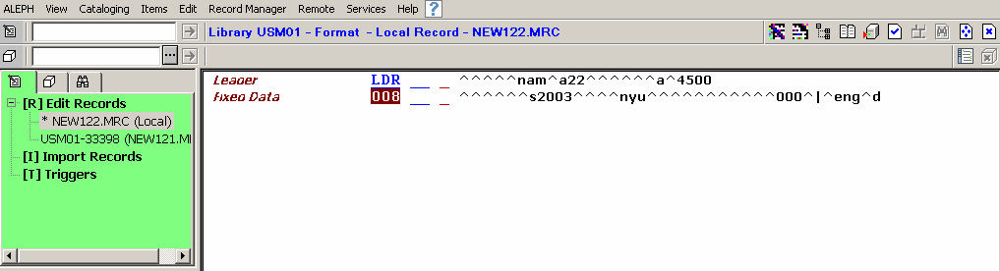 ALEPH View Cataloging Items Edit Record Manager Remote Services Help ?
Library USM01 - Format - Local Record - NEW122.MRC
Leader LDR __ _ ^^^^^nam^a22^^^^^^a^4500
Fixed Data 008 __ _ ^^^^^^s2003^^^^nyu^^^^^^^^^^^000^|^eng^d
[R] Edit Records
* NEW122.MRC (Local)
USM01-33398 (NEW121.MI
[I] Import Records
[T] Triggers